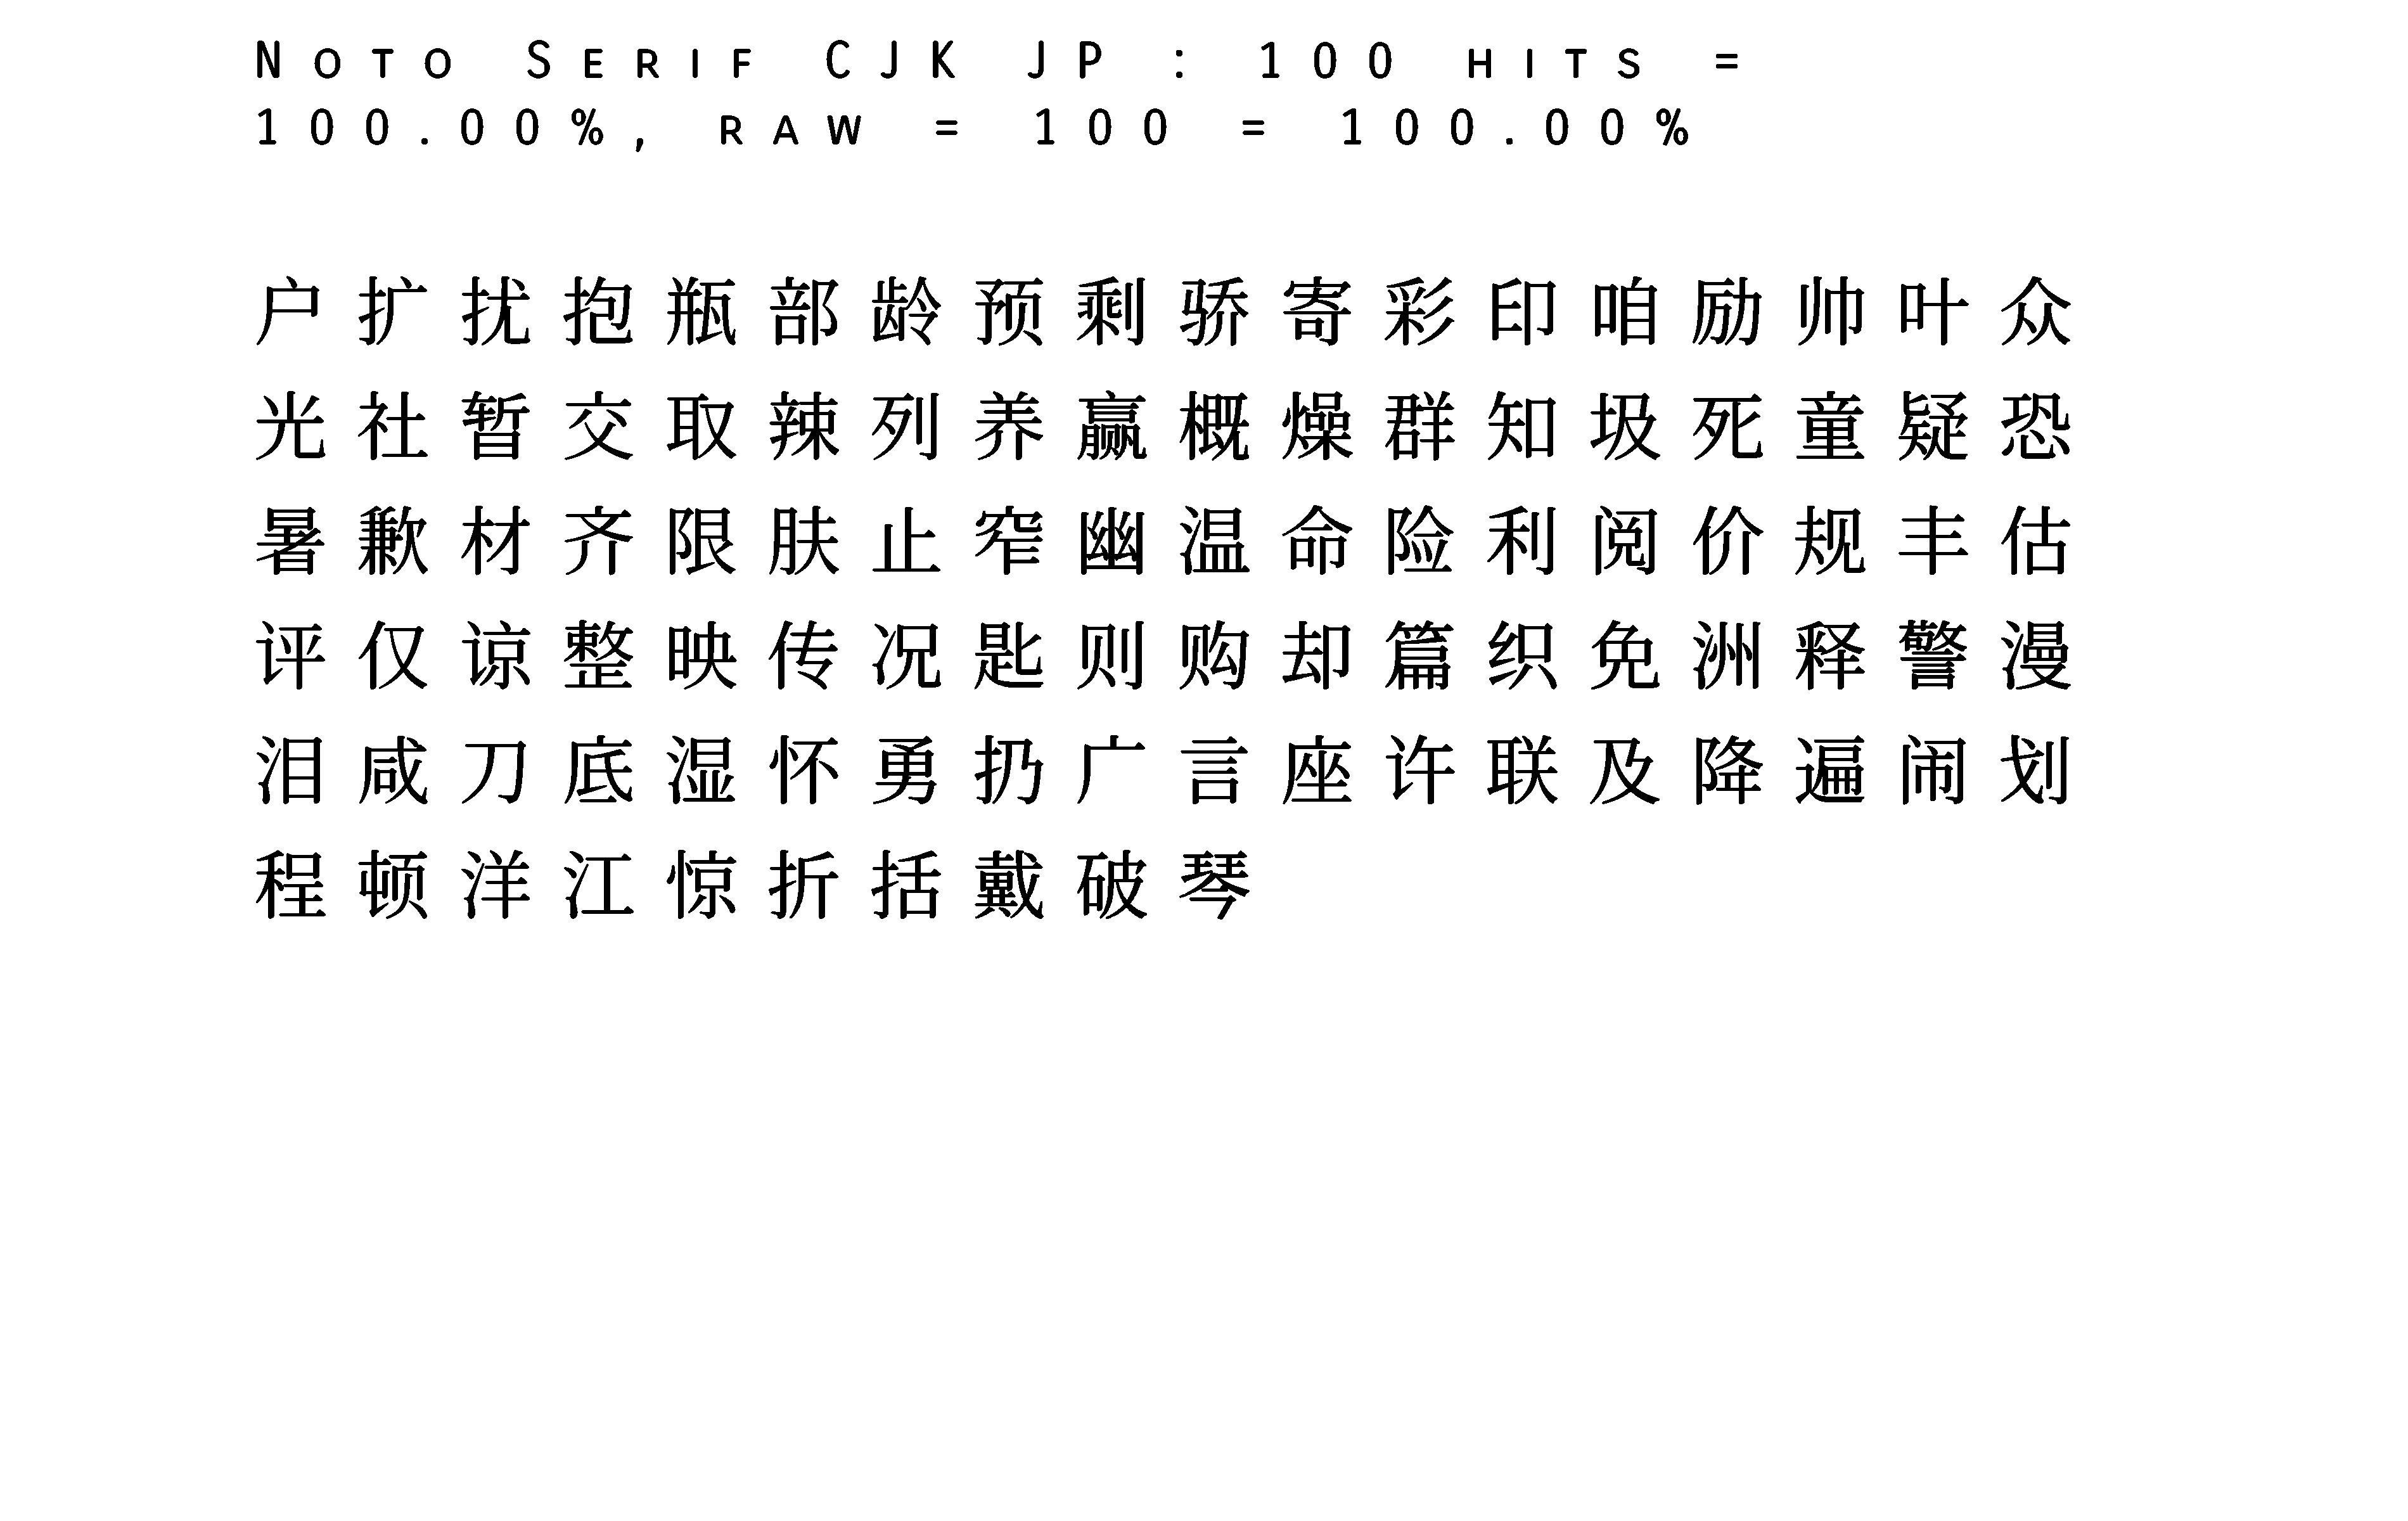 Noto Serif CJK JP : 100 hits =
100.00%, raw = 100 = 100.00%
户扩扰抱瓶部龄预剩骄寄彩印咱励帅叶众
光社暂交取辣列养赢概燥群知圾死童疑恐
暑歉材齐限肤止窄幽温命险利阅价规丰估
评仅谅整映传况匙则购却篇织免洲释警漫
泪咸刀底湿怀勇扔广言座许联及降遍闹划
程顿洋江惊折括戴破琴